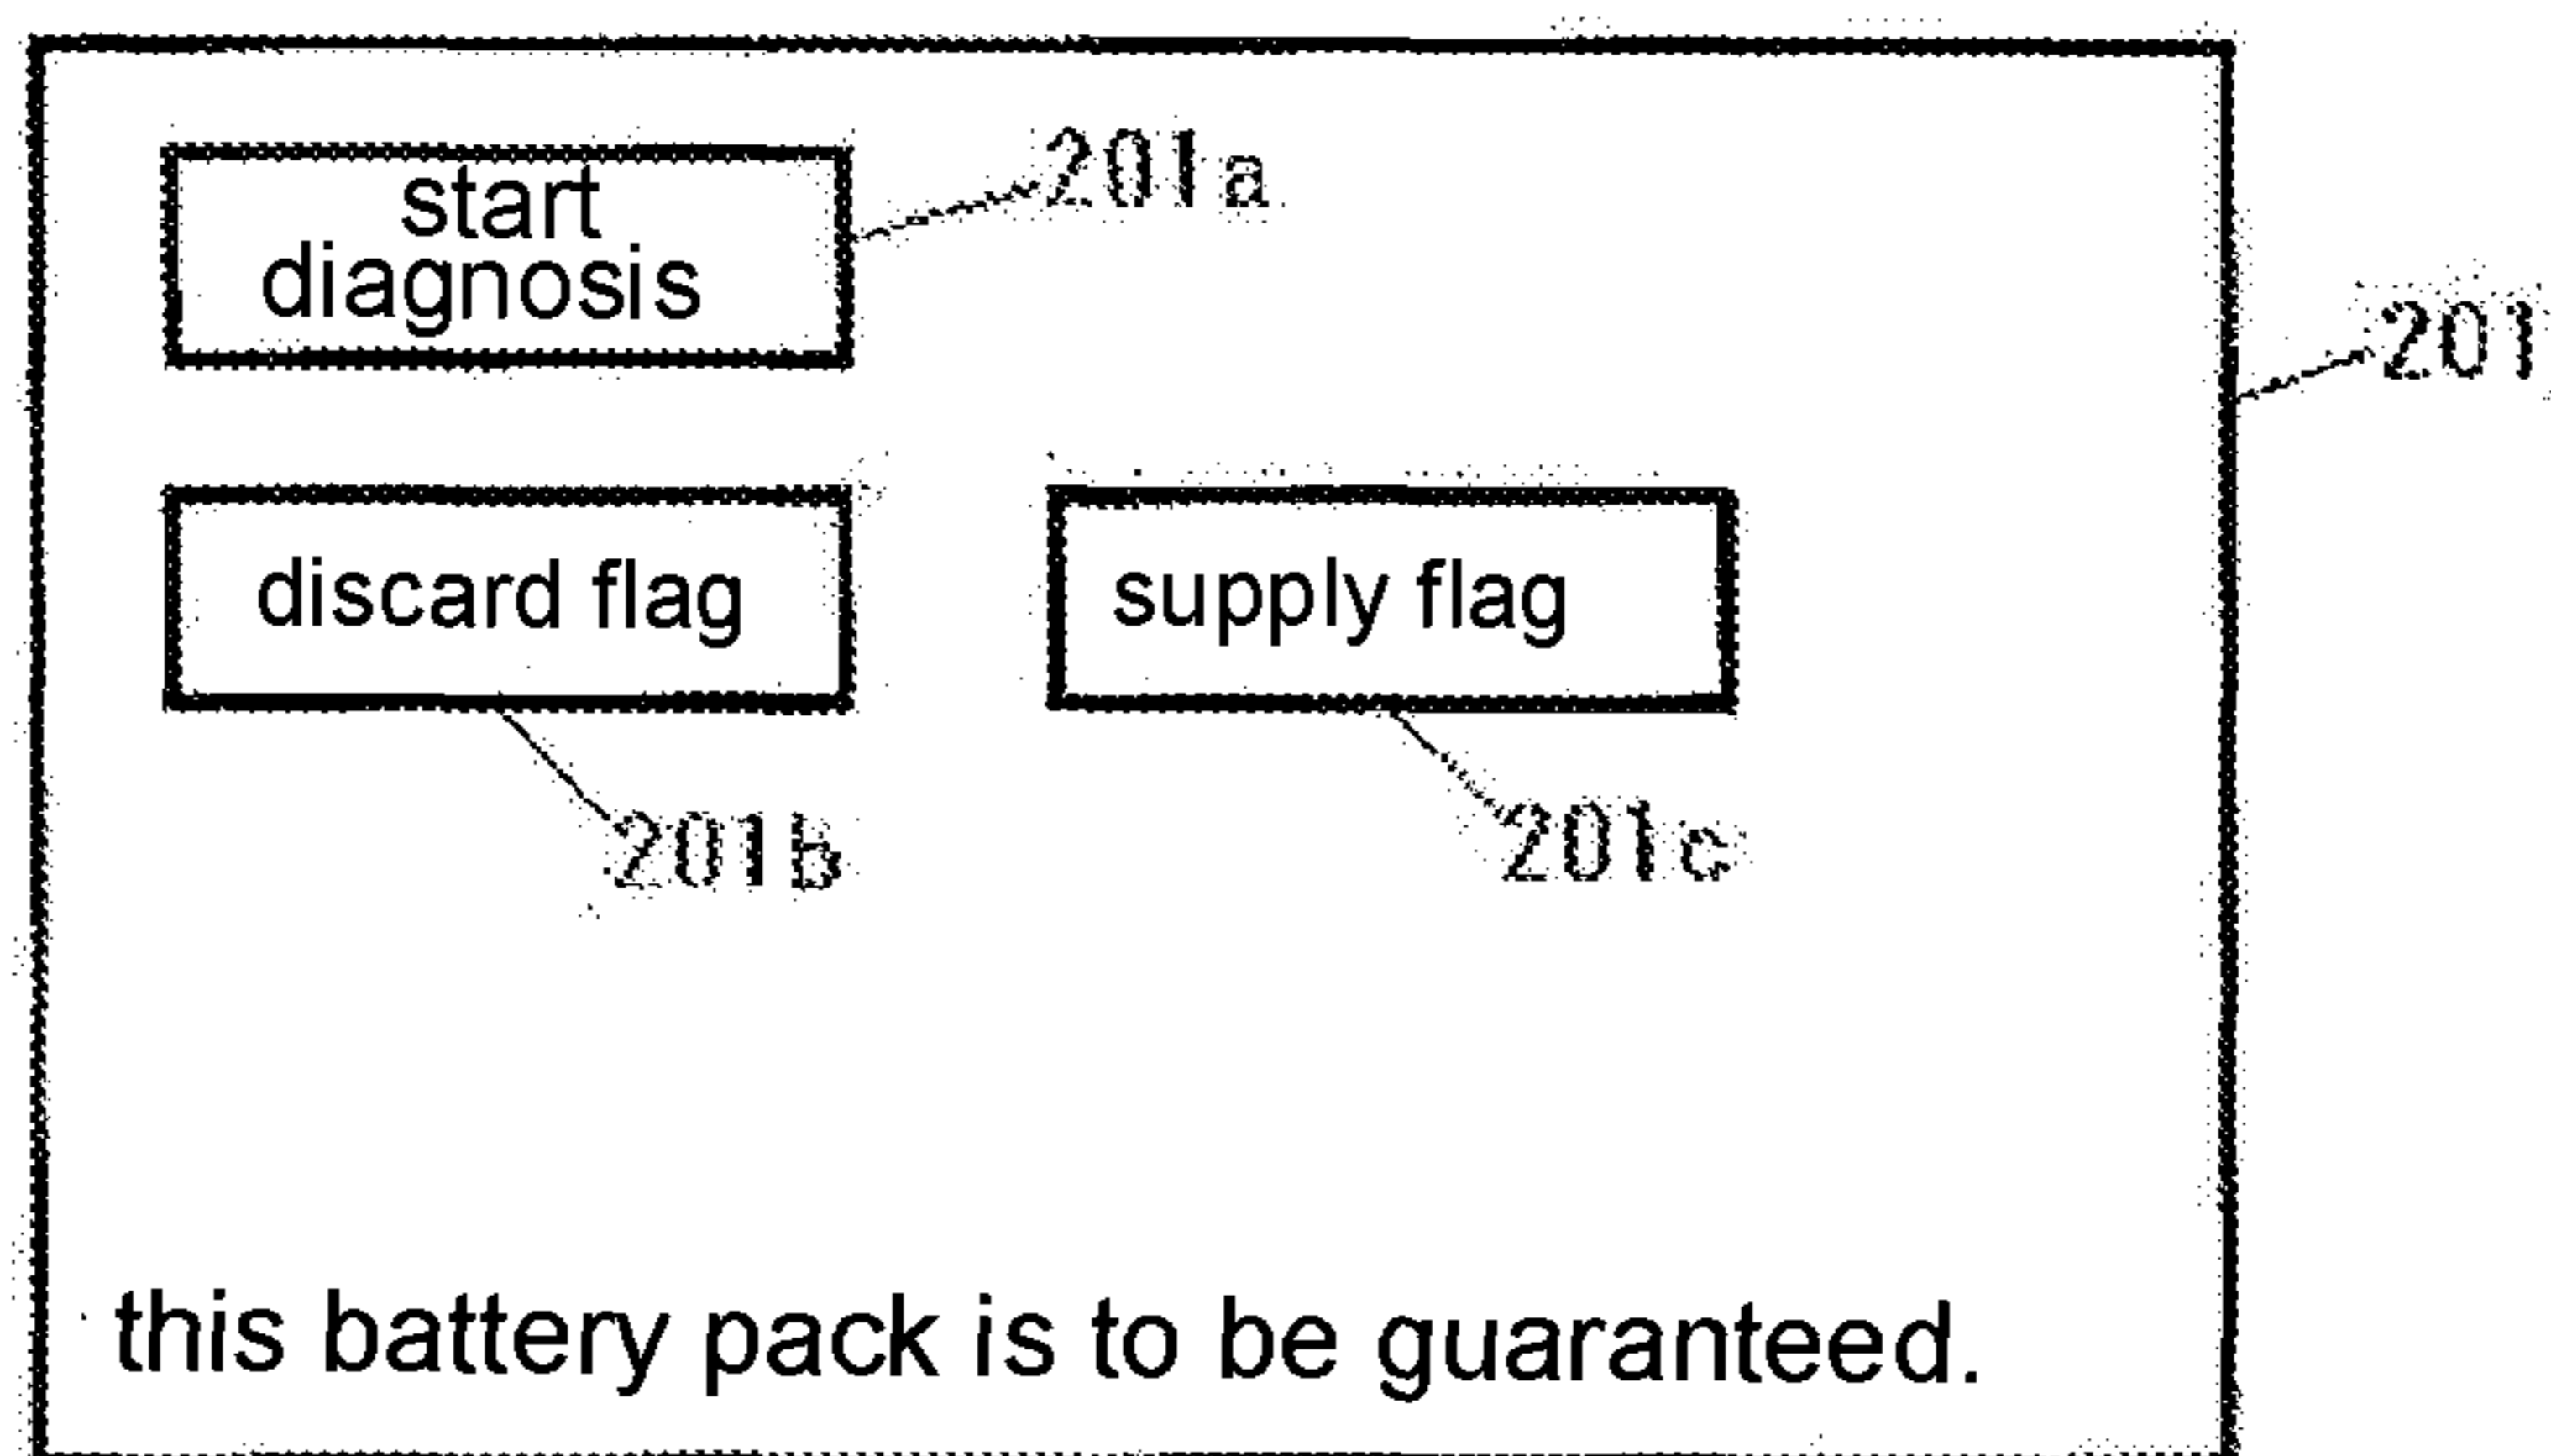 start
diagnosis
201a
201
discard flag
supply flag
201b
201c
this battery pack is to be guaranteed.